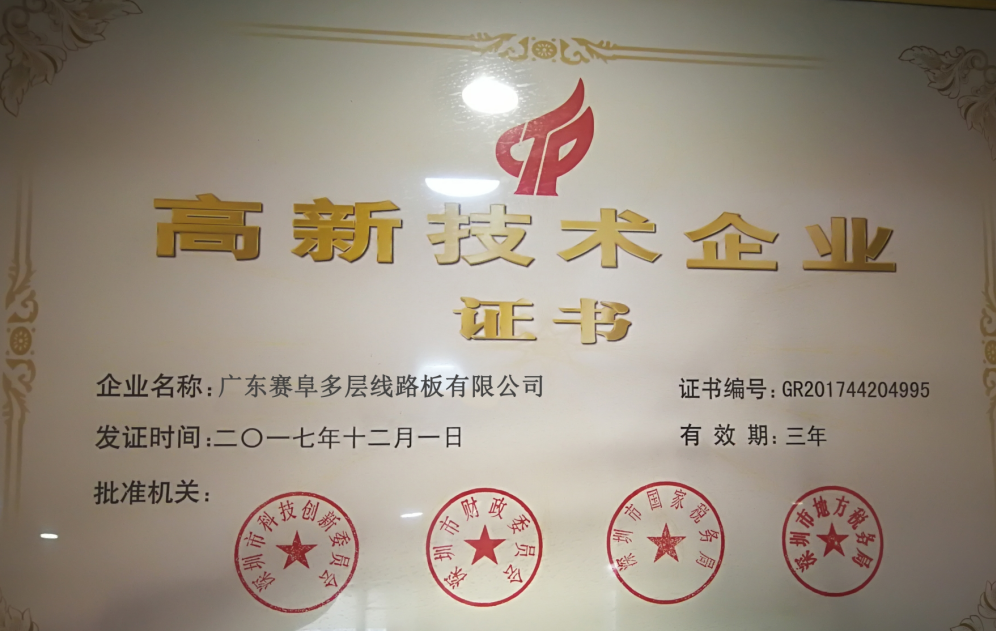 高新技术企业
证书
企业名称:广东赛阜多层线路板有限公司
证书编号:GR201744204995
发证时间:二〇一七年十二月一日
有效期:三年
批准机关:
深圳市科技创新委员会
深圳市财政委员会
深圳市国家税务局
深圳市地方税务局